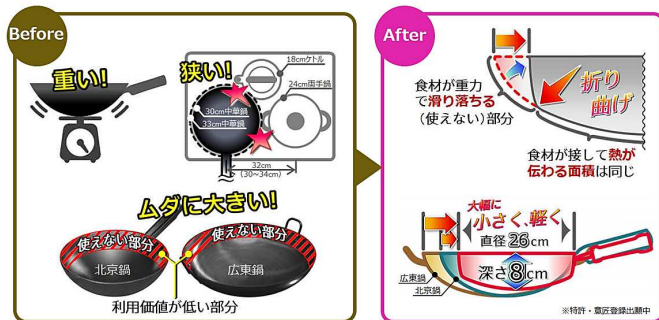 Before
重い!
狭い!
18cmケトル
24cm両手鍋
30cm中華鍋
33cm中華鍋
32cm
(30~34cm)
ムダに大きい!
使えない部分
使えない部分
北京鍋
広東鍋
利用価値が低い部分
After
食材が重力
で滑り落ちる
(使えない)部分
折り
曲げ
食材が接して熱が
伝わる面積は同じ
大幅に
小さく、軽く
直径26cm
深さ8cm
広東鍋
北京鍋
※特許・意匠登録出願中